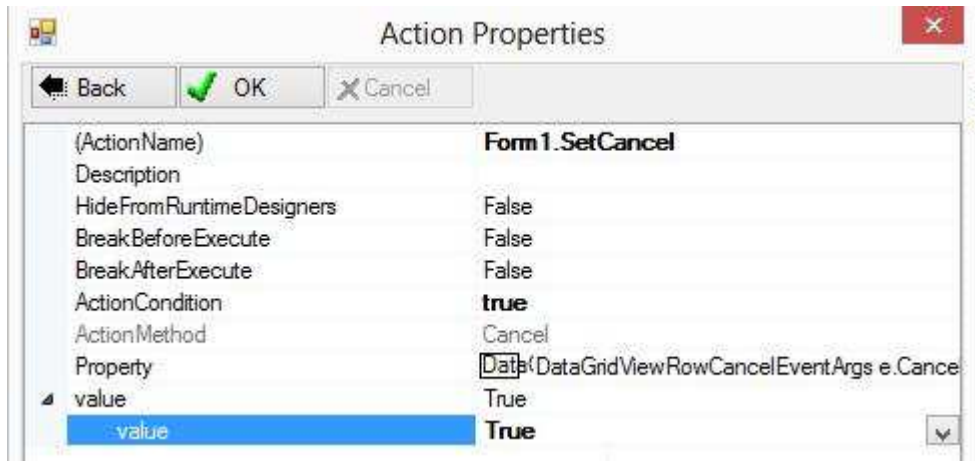 Action Properties
Back OK Cancel
(ActionName) Form1.SetCancel
Description
HideFromRuntimeDesigners False
BreakBeforeExecute False
BreakAfterExecute False
ActionCondition true
ActionMethod Cancel
Property Data(DataGridViewRowCancelEventArgs e.Cance
value True
value True